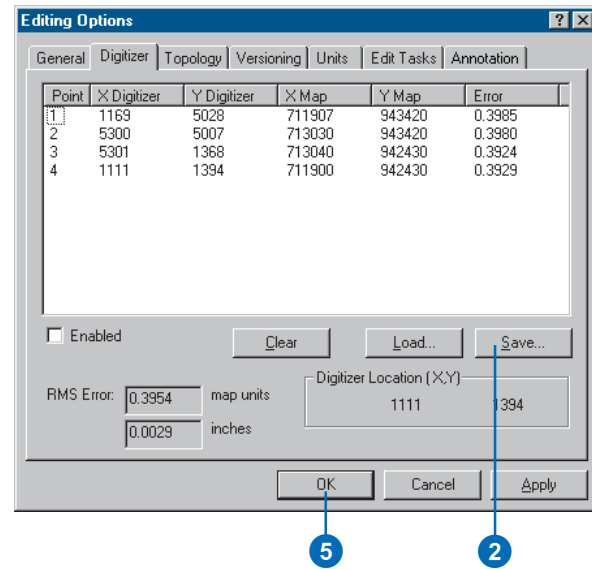 Editing Options
General Digitizer Topology Versioning Units Edit Tasks Annotation
Point X Digitizer Y Digitizer X Map Y Map Error
1 1169 5028 711907 943420 0.3985
2 5300 5007 713030 943420 0.3980
3 5301 1368 713040 942430 0.3924
4 1111 1394 711900 942430 0.3929
Enabled
Clear Load... Save...
Digitizer Location (X,Y)
RMS Error: 0.3954 map units
1111 1394
0.0029 inches
OK Cancel Apply
5 2